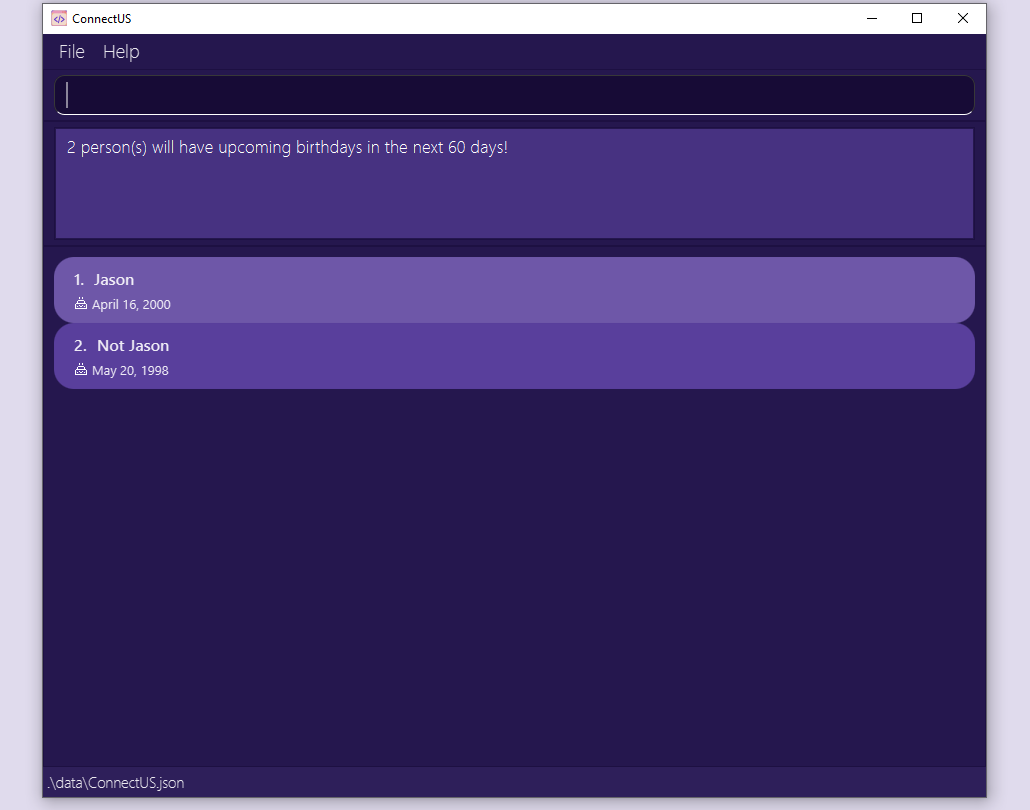 ConnectUS
File Help
2 person(s) will have upcoming birthdays in the next 60 days!
1. Jason
April 16, 2000
2. Not Jason
May 20, 1998
.\data\ConnectUS.json